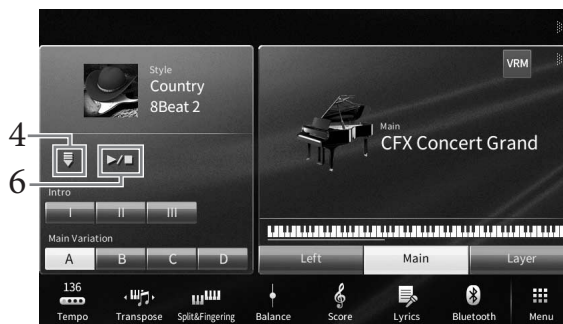 Style
Country
8Beat 2
VRM
Main
CFX Concert Grand
4
6
Intro
I II III
Main Variation
A B C D
Left Main Layer
136
Tempo Transpose Split&Fingering Balance Score Lyrics Bluetooth Menu